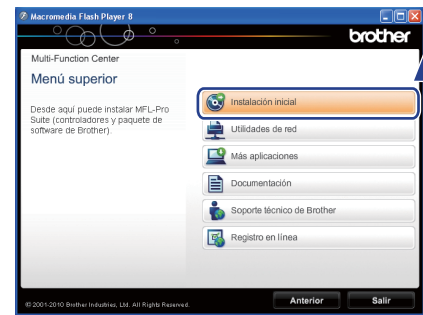 Macromedia Flash Player 8
brother
Multi-Function Center
Menú superior
Desde aquí puede instalar MFL-Pro
Suite (controladores y paquete de
software de Brother).
Instalación inicial
Utilidades de red
Más aplicaciones
Documentación
Soporte técnico de Brother
Registro en línea
© 2001-2010 Brother Industries, Ltd. All Rights Reserved.
Anterior
Salir